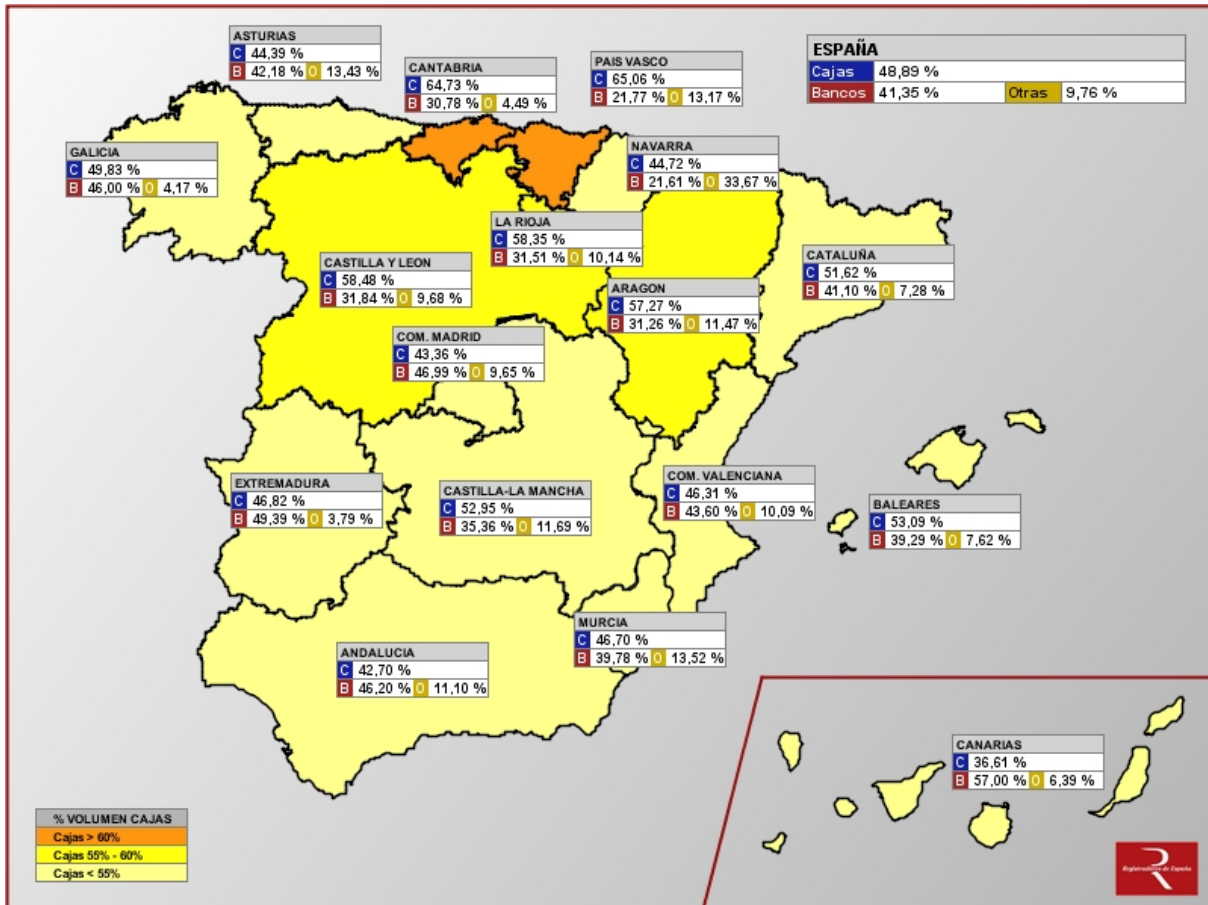 ASTURIAS
C 44,39 %
B 42,18 % O 13,43 %
CANTABRIA
C 64,73 %
B 30,78 % O 4,49 %
PAIS VASCO
C 65,06 %
B 21,77 % O 13,17 %
ESPAÑA
Cajas 48,89 %
Bancos 41,35 % Otras 9,76 %
GALICIA
C 49,83 %
B 46,00 % O 4,17 %
NAVARRA
C 44,72 %
B 21,61 % O 33,67 %
LA RIOJA
C 58,35 %
B 31,51 % O 10,14 %
CASTILLA Y LEON
C 58,48 %
B 31,84 % O 9,68 %
ARAGON
C 57,27 %
B 31,26 % O 11,47 %
CATALUÑA
C 51,62 %
B 41,10 % O 7,28 %
COM. MADRID
C 43,36 %
B 46,99 % O 9,65 %
EXTREMADURA
C 46,82 %
B 49,39 % O 3,79 %
CASTILLA-LA MANCHA
C 52,95 %
B 35,36 % O 11,69 %
COM. VALENCIANA
C 46,31 %
B 43,60 % O 10,09 %
BALEARES
C 53,09 %
B 39,29 % O 7,62 %
ANDALUCIA
C 42,70 %
B 46,20 % O 11,10 %
MURCIA
C 46,70 %
B 39,78 % O 13,52 %
CANARIAS
C 36,61 %
B 57,00 % O 6,39 %
% VOLUMEN CAJAS
Cajas > 60%
Cajas 55% - 60%
Cajas < 55%
R
Registradores de España